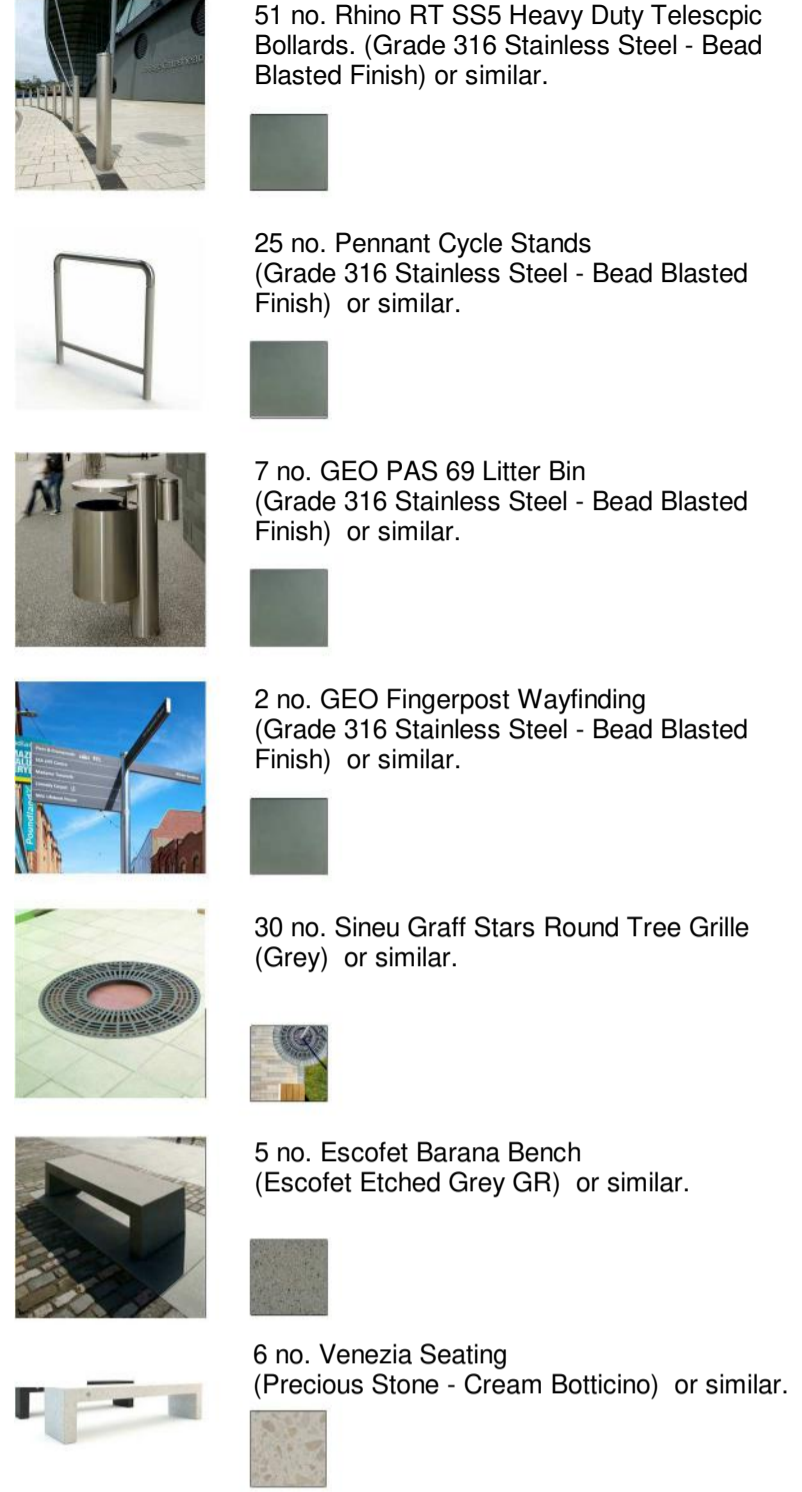 51 no. Rhino RT SS5 Heavy Duty Telescpic
Bollards. (Grade 316 Stainless Steel - Bead
Blasted Finish) or similar.
25 no. Pennant Cycle Stands
(Grade 316 Stainless Steel - Bead Blasted
Finish)  or similar.
7 no. GEO PAS 69 Litter Bin
(Grade 316 Stainless Steel - Bead Blasted
Finish)  or similar.
2 no. GEO Fingerpost Wayfinding
(Grade 316 Stainless Steel - Bead Blasted
Finish)  or similar.
Poundland
30 no. Sineu Graff Stars Round Tree Grille
(Grey)  or similar.
5 no. Escofet Barana Bench
(Escofet Etched Grey GR)  or similar.
6 no. Venezia Seating
(Precious Stone - Cream Botticino)  or similar.